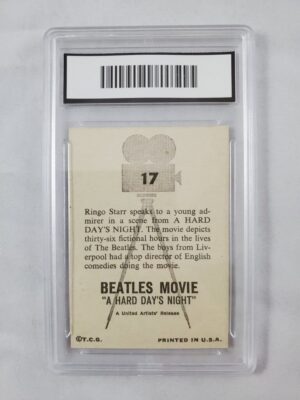 17
Ringo Starr speaks to a young ad-
mirer in a scene from A HARD
DAY'S NIGHT. The movie depicts
thirty-six fictional hours in the lives
of The Beatles. The boys from Liv-
erpool had a top director of English
comedies doing the movie.
BEATLES MOVIE
"A HARD DAY'S NIGHT"
A United Artists' Release
©T.C.G.
PRINTED IN U.S.A.